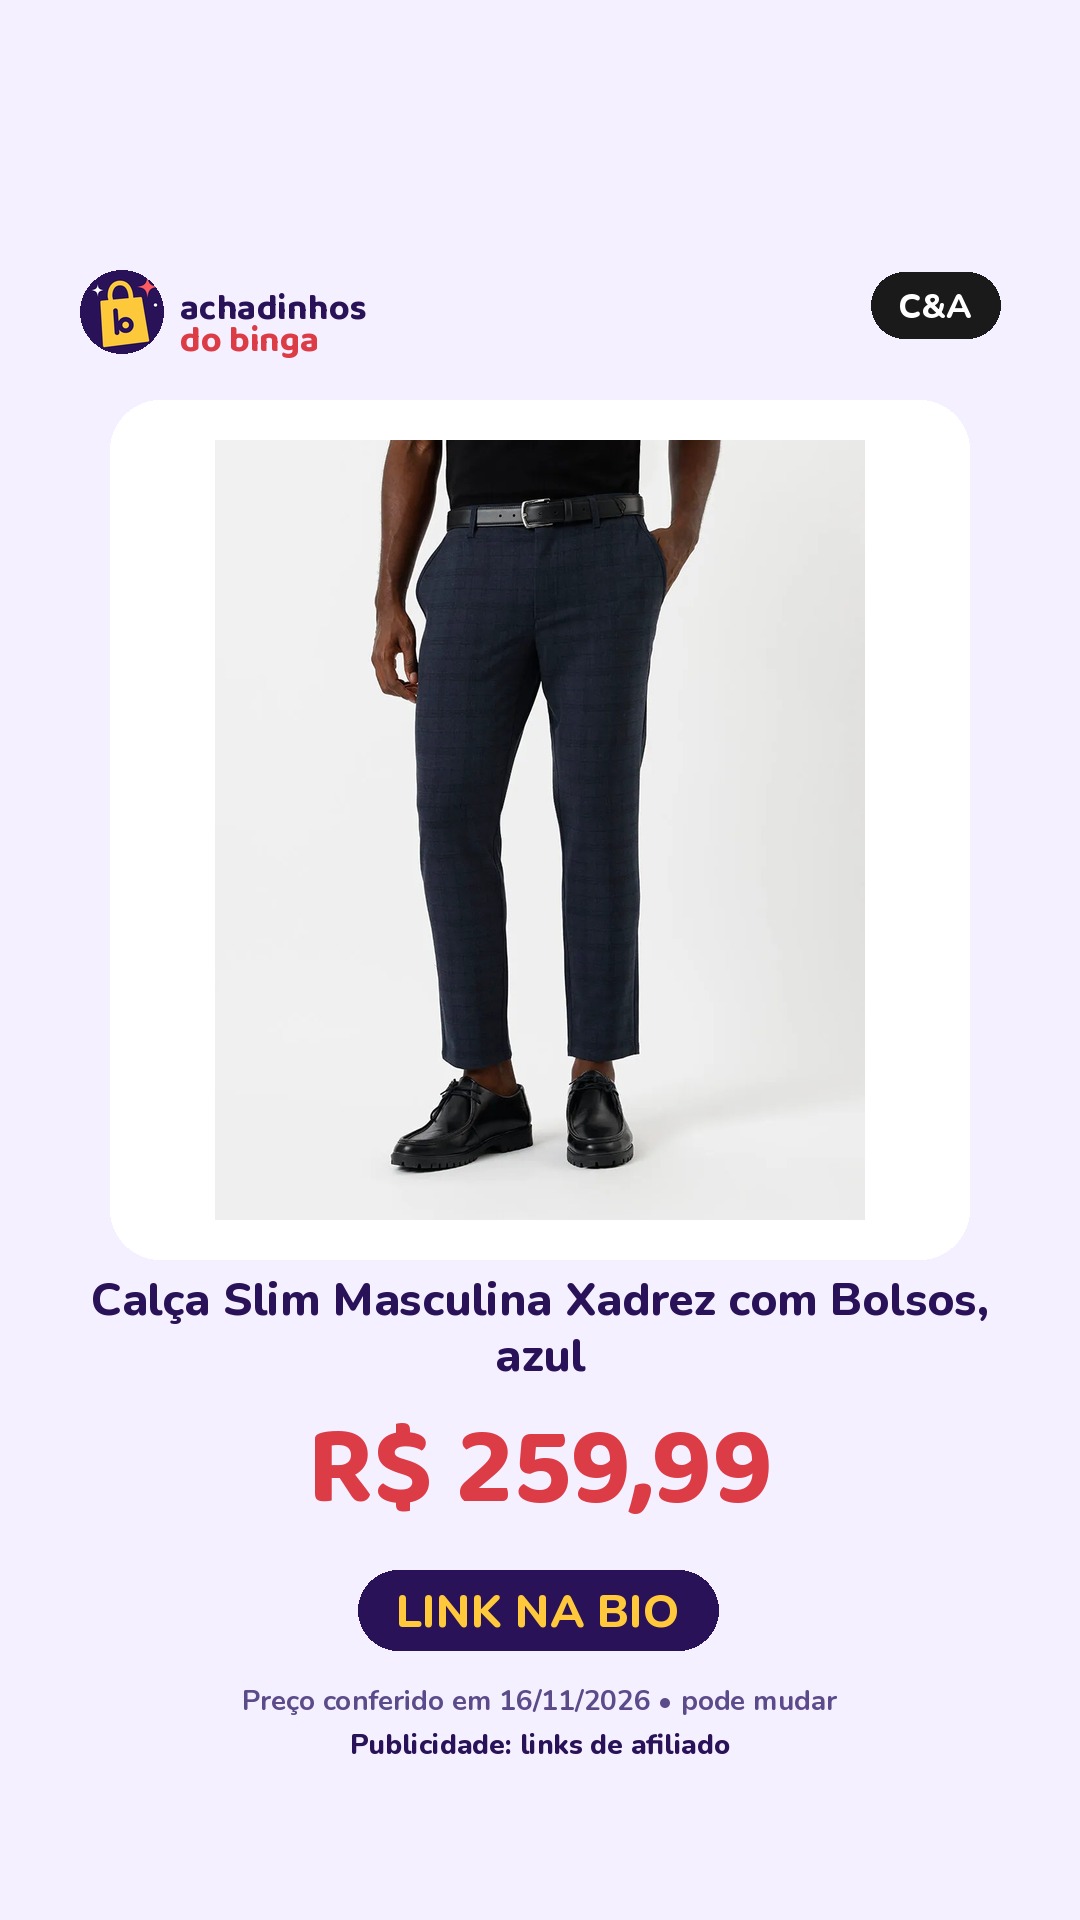 b
achadinhos
do binga
C&A
Calça Slim Masculina Xadrez com Bolsos,
azul
R$ 259,99
LINK NA BIO
Preço conferido em 16/11/2026 • pode mudar
Publicidade: links de afiliado